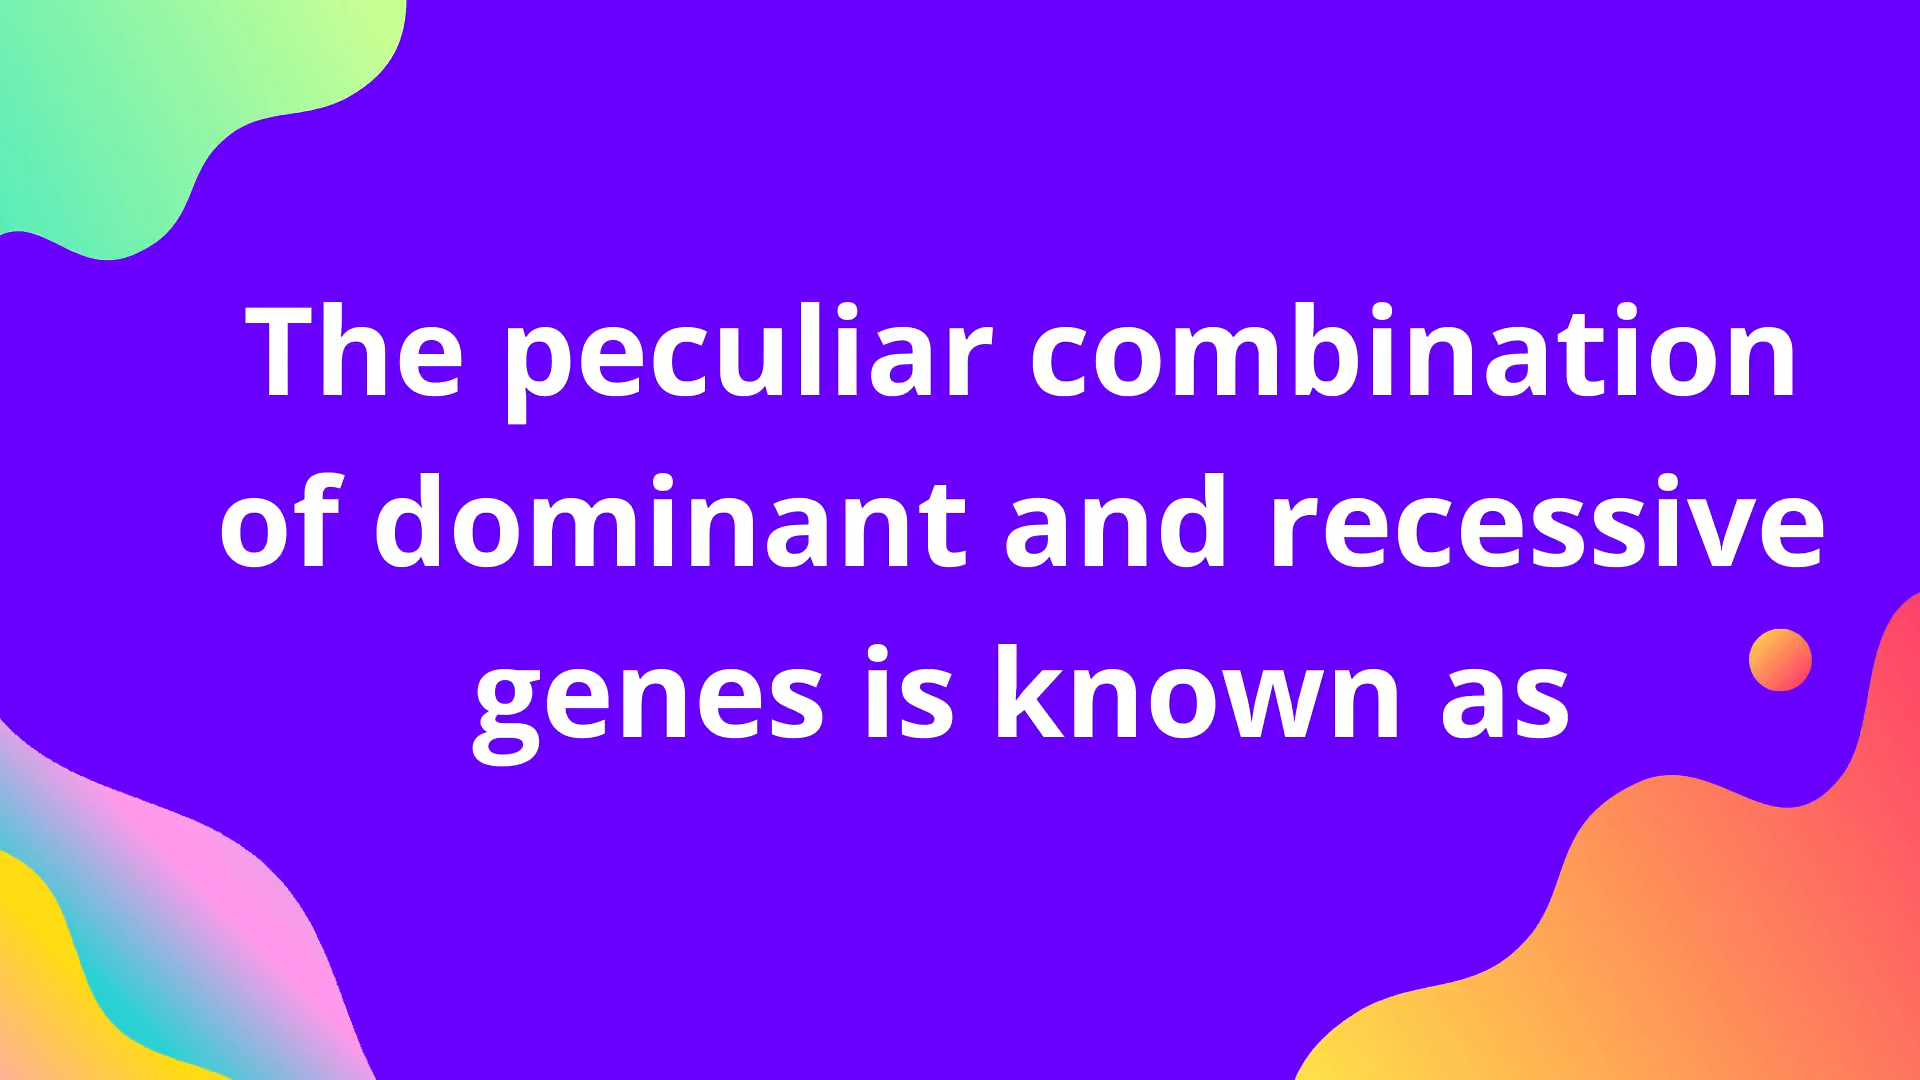 The peculiar combination
of dominant and recessive
genes is known as